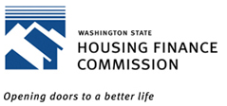 WASHINGTON STATE
HOUSING FINANCE
COMMISSION
Opening doors to a better life